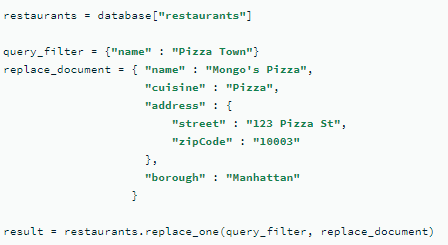 restaurants = database["restaurants"]
query_filter = {"name" : "Pizza Town"}
replace_document = { "name" : "Mongo's Pizza",
"cuisine" : "Pizza",
"address" : {
"street" : "123 Pizza St",
"zipCode" : "10003"
},
"borough" : "Manhattan"
}
result = restaurants.replace_one(query_filter, replace_document)